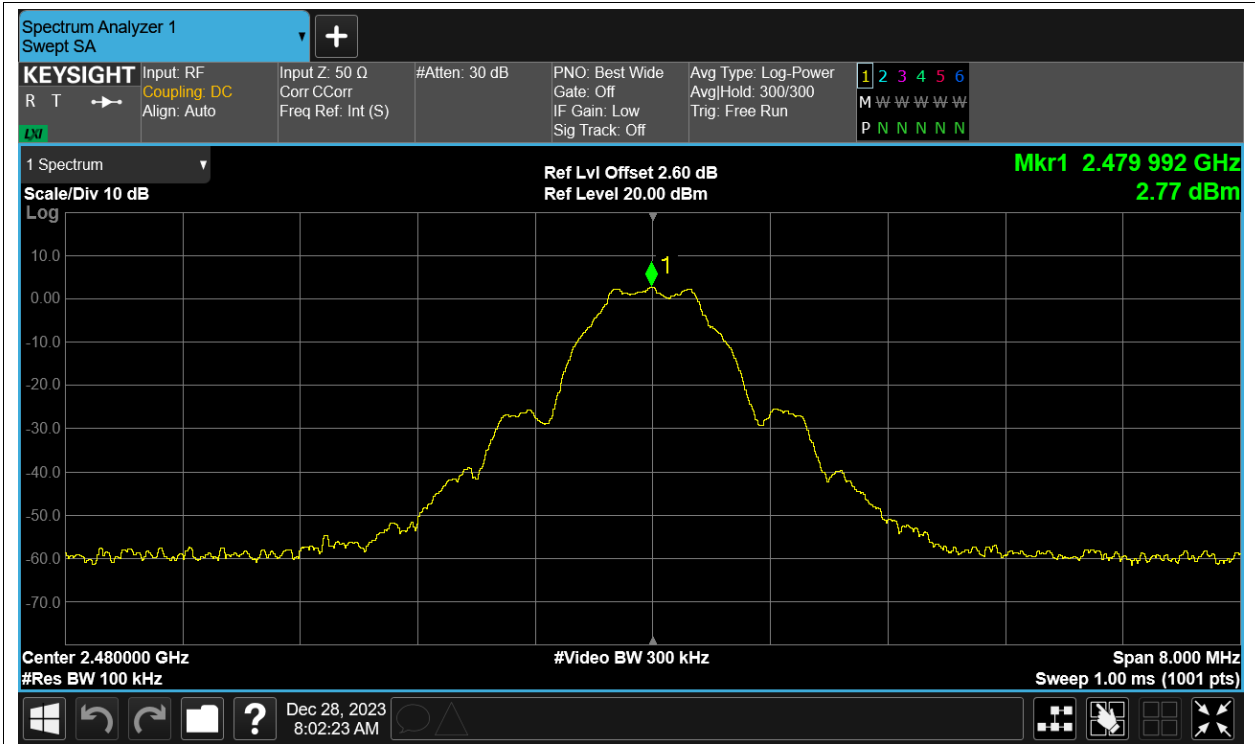 Spectrum Analyzer 1
Swept SA
KEYSIGHT
R T
LXI
Input: RF
Coupling: DC
Align: Auto
Input Z: 50 Ω
Corr CCorr
Freq Ref: Int (S)
#Atten: 30 dB
PNO: Best Wide
Gate: Off
IF Gain: Low
Sig Track: Off
Avg Type: Log-Power
Avg|Hold: 300/300
Trig: Free Run
1 2 3 4 5 6
M W W W W W
P N N N N N
1 Spectrum
Scale/Div 10 dB
Log
Ref Lvl Offset 2.60 dB
Ref Level 20.00 dBm
Mkr1 2.479 992 GHz
2.77 dBm
1
10.0
0.00
-10.0
-20.0
-30.0
-40.0
-50.0
-60.0
-70.0
Center 2.480000 GHz
#Res BW 100 kHz
#Video BW 300 kHz
Span 8.000 MHz
Sweep 1.00 ms (1001 pts)
?
Dec 28, 2023
8:02:23 AM